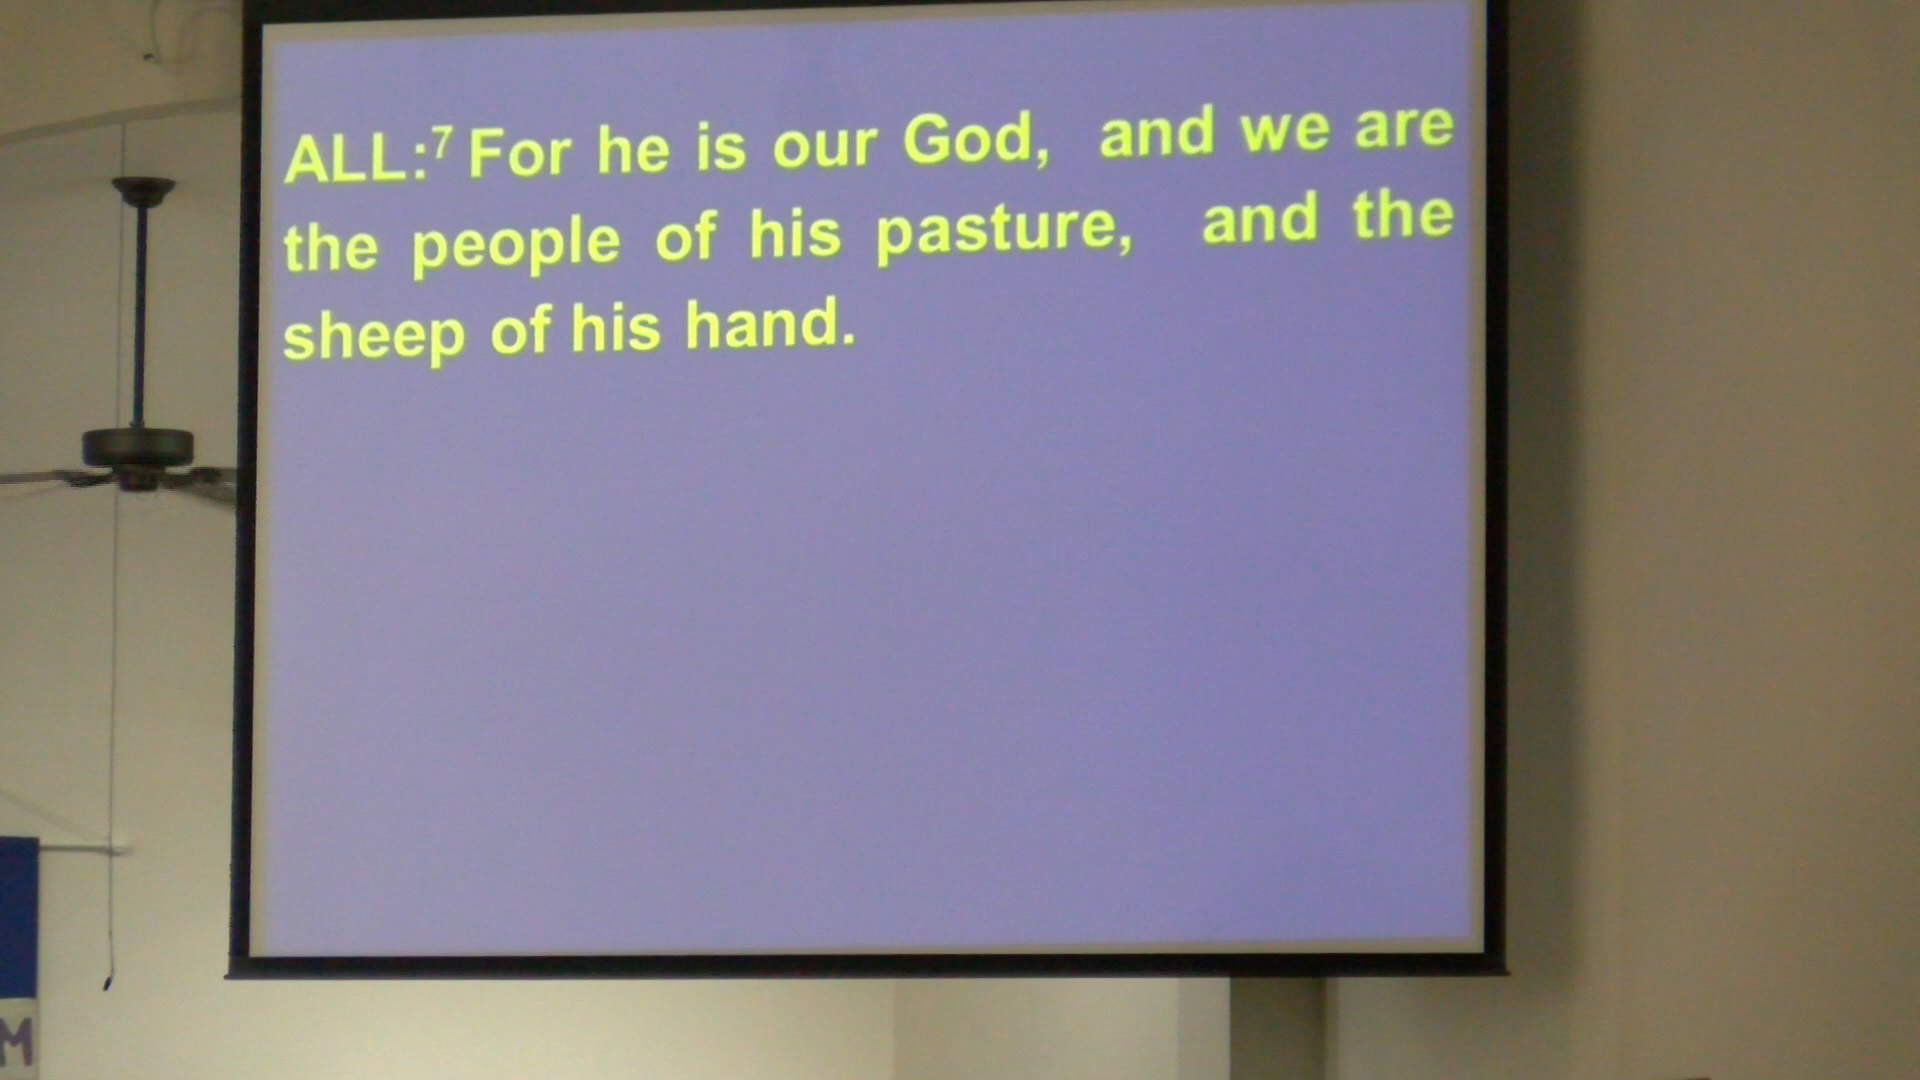 ALL:⁷ For he is our God, and we are
the people of his pasture, and the
sheep of his hand.
M